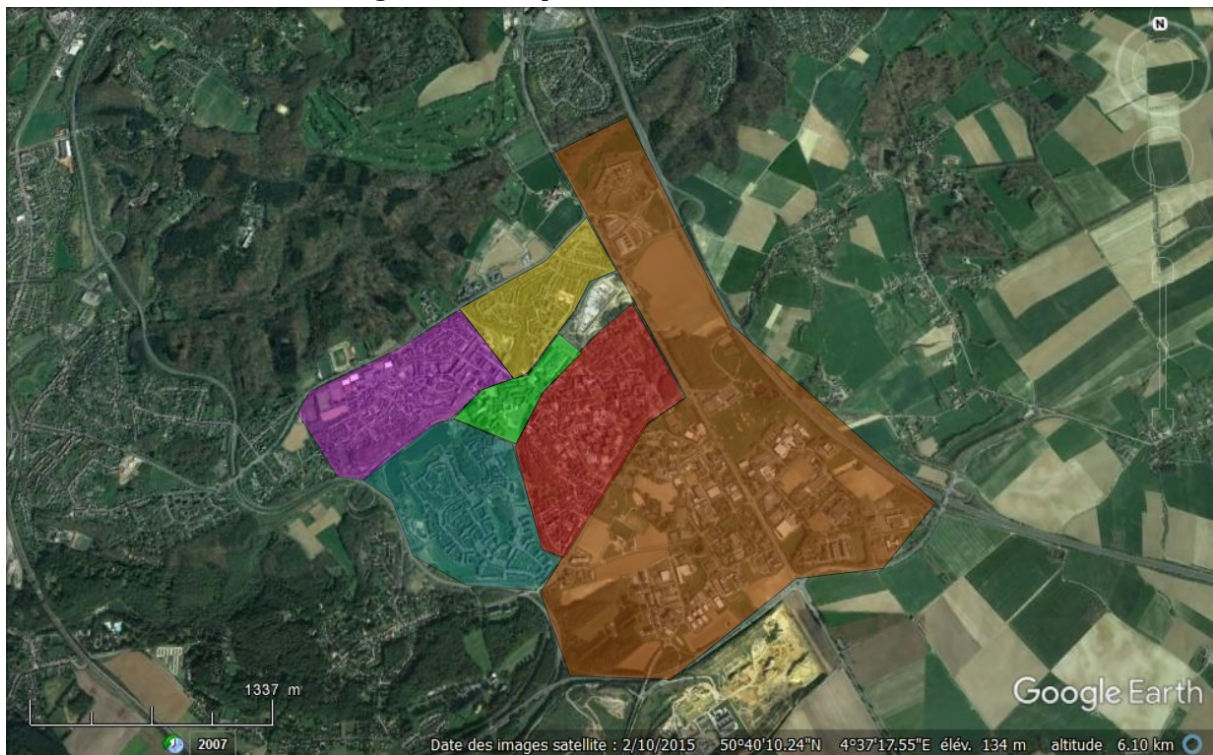 N
1337 m
Google Earth
2007
Date des images satellite : 2/10/2015 50°40'10.24"N 4°37'17.55"E élév. 134 m altitude 6.10 km